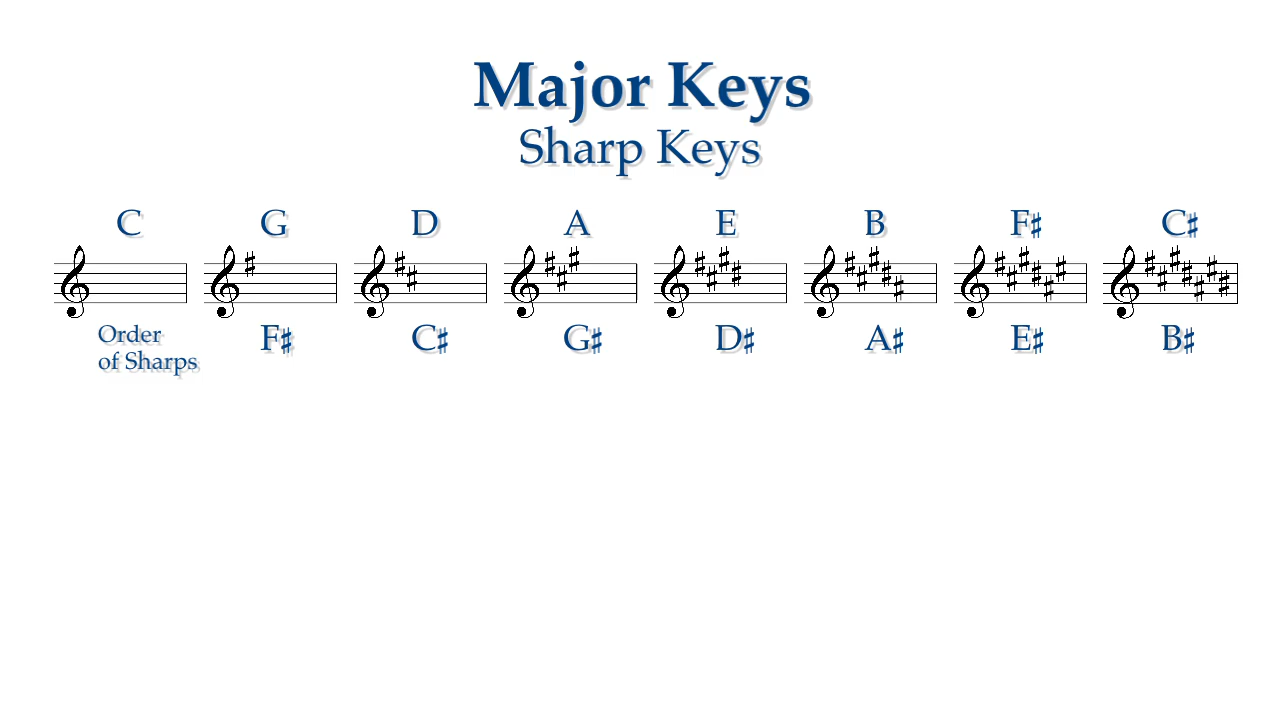 Major Keys
Sharp Keys
C G D A E B F♯ C♯
Order
of Sharps
F♯ C♯ G♯ D♯ A♯ E♯ B♯